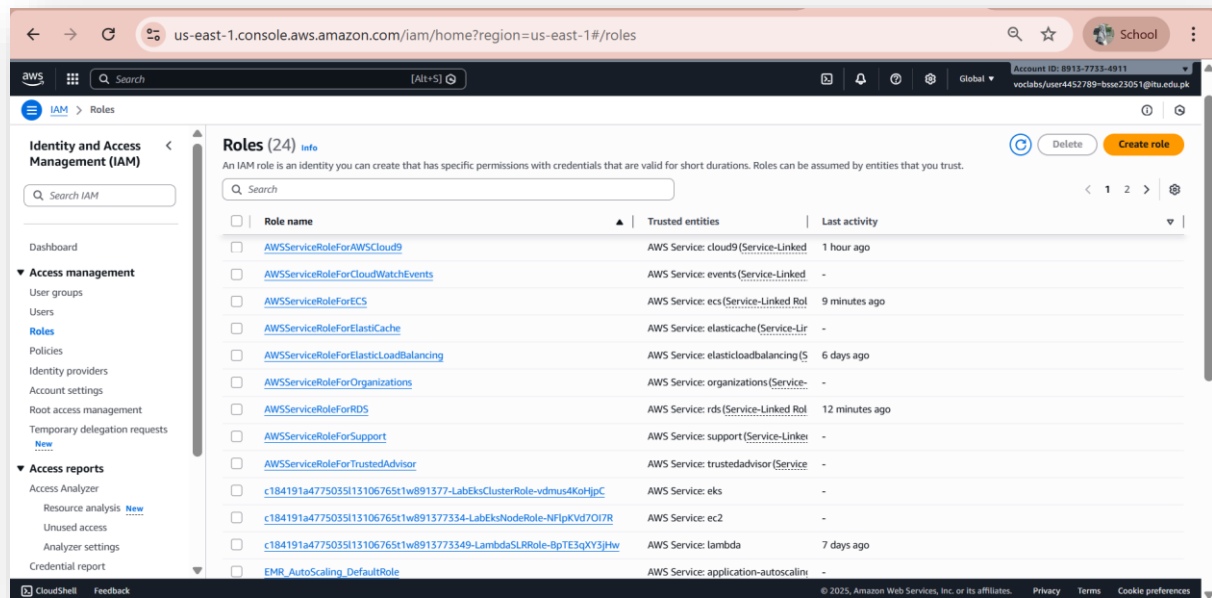 us-east-1.console.aws.amazon.com/iam/home?region=us-east-1#/roles
School
aws
Search
[Alt+S]
Global
Account ID: 8913-7733-4911
voclabs/user4452789=bsse23051@itu.edu.pk
IAM > Roles
Identity and Access Management (IAM)
Search IAM
Dashboard
Access management
User groups
Users
Roles
Policies
Identity providers
Account settings
Root access management
Temporary delegation requests
New
Access reports
Access Analyzer
Resource analysis New
Unused access
Analyzer settings
Credential report
Roles (24) Info
Delete
Create role
An IAM role is an identity you can create that has specific permissions with credentials that are valid for short durations. Roles can be assumed by entities that you trust.
Search
1 2
Role name Trusted entities Last activity
AWSServiceRoleForAWSCloud9 AWS Service: cloud9 (Service-Linked 1 hour ago
AWSServiceRoleForCloudWatchEvents AWS Service: events (Service-Linked -
AWSServiceRoleForECS AWS Service: ecs (Service-Linked Rol 9 minutes ago
AWSServiceRoleForElastiCache AWS Service: elasticache (Service-Lir -
AWSServiceRoleForElasticLoadBalancing AWS Service: elasticloadbalancing (S 6 days ago
AWSServiceRoleForOrganizations AWS Service: organizations (Service- -
AWSServiceRoleForRDS AWS Service: rds (Service-Linked Rol 12 minutes ago
AWSServiceRoleForSupport AWS Service: support (Service-Linked -
AWSServiceRoleForTrustedAdvisor AWS Service: trustedadvisor (Service -
c184191a4775035l13106765t1w891377-LabEksClusterRole-vdmus4KoHjpC AWS Service: eks -
c184191a4775035l13106765t1w891377334-LabEksNodeRole-NFlpKVd7OI7R AWS Service: ec2 -
c184191a4775035l13106765t1w8913773349-LambdaSLRRole-BpTE3qXY3jHw AWS Service: lambda 7 days ago
EMR_AutoScaling_DefaultRole AWS Service: application-autoscaling -
CloudShell Feedback
© 2025, Amazon Web Services, Inc. or its affiliates. Privacy Terms Cookie preferences